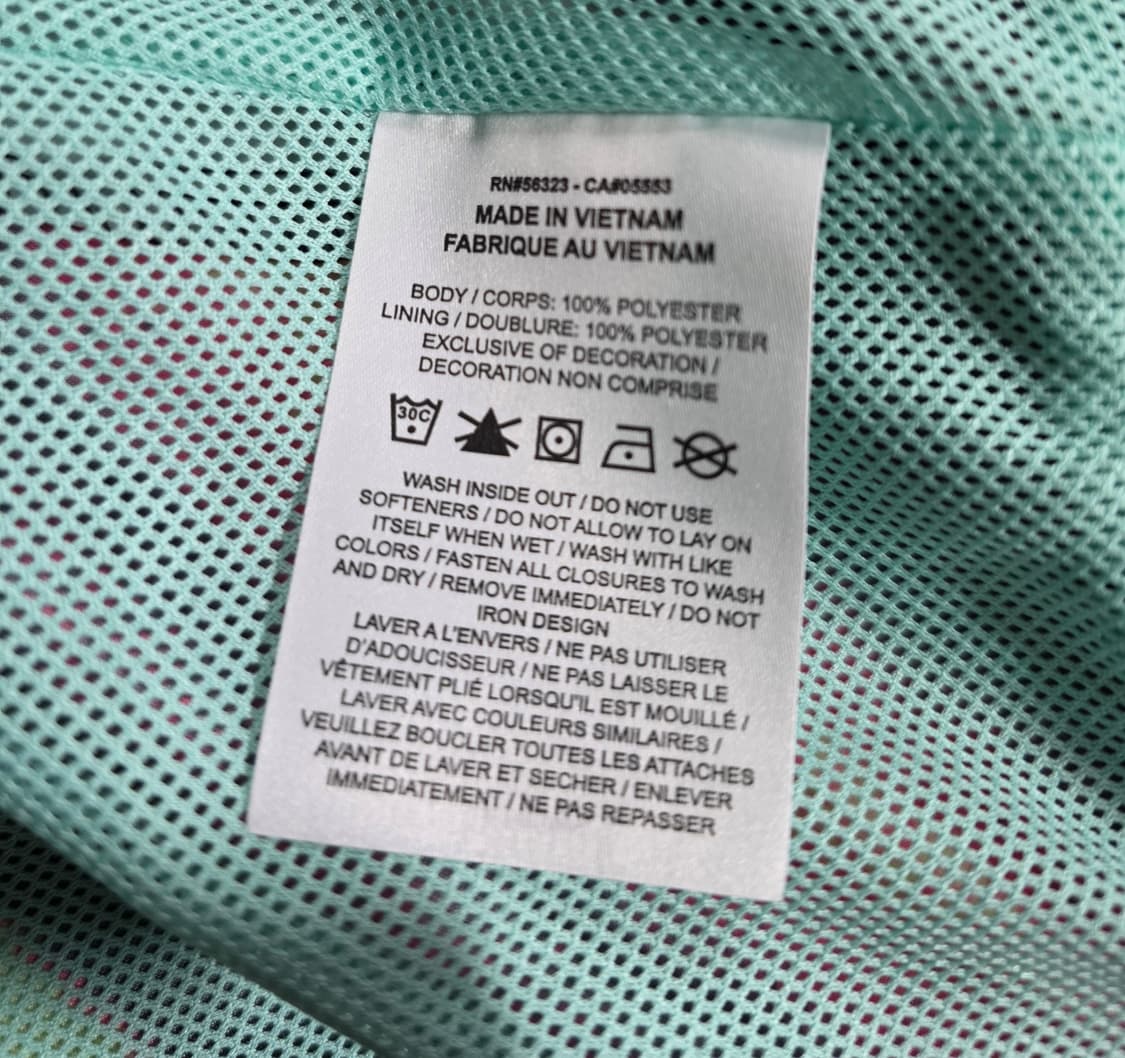 RN#56323 - CA#05553
MADE IN VIETNAM
FABRIQUE AU VIETNAM
BODY / CORPS: 100% POLYESTER
LINING / DOUBLURE: 100% POLYESTER
EXCLUSIVE OF DECORATION /
DECORATION NON COMPRISE
30C
WASH INSIDE OUT / DO NOT USE
SOFTENERS / DO NOT ALLOW TO LAY ON
ITSELF WHEN WET / WASH WITH LIKE
COLORS / FASTEN ALL CLOSURES TO WASH
AND DRY / REMOVE IMMEDIATELY / DO NOT
IRON DESIGN
LAVER A L'ENVERS / NE PAS UTILISER
D'ADOUCISSEUR / NE PAS LAISSER LE
VÊTEMENT PLIÉ LORSQU'IL EST MOUILLÉ /
LAVER AVEC COULEURS SIMILAIRES /
VEUILLEZ BOUCLER TOUTES LES ATTACHES
AVANT DE LAVER ET SECHER / ENLEVER
IMMEDIATEMENT / NE PAS REPASSER